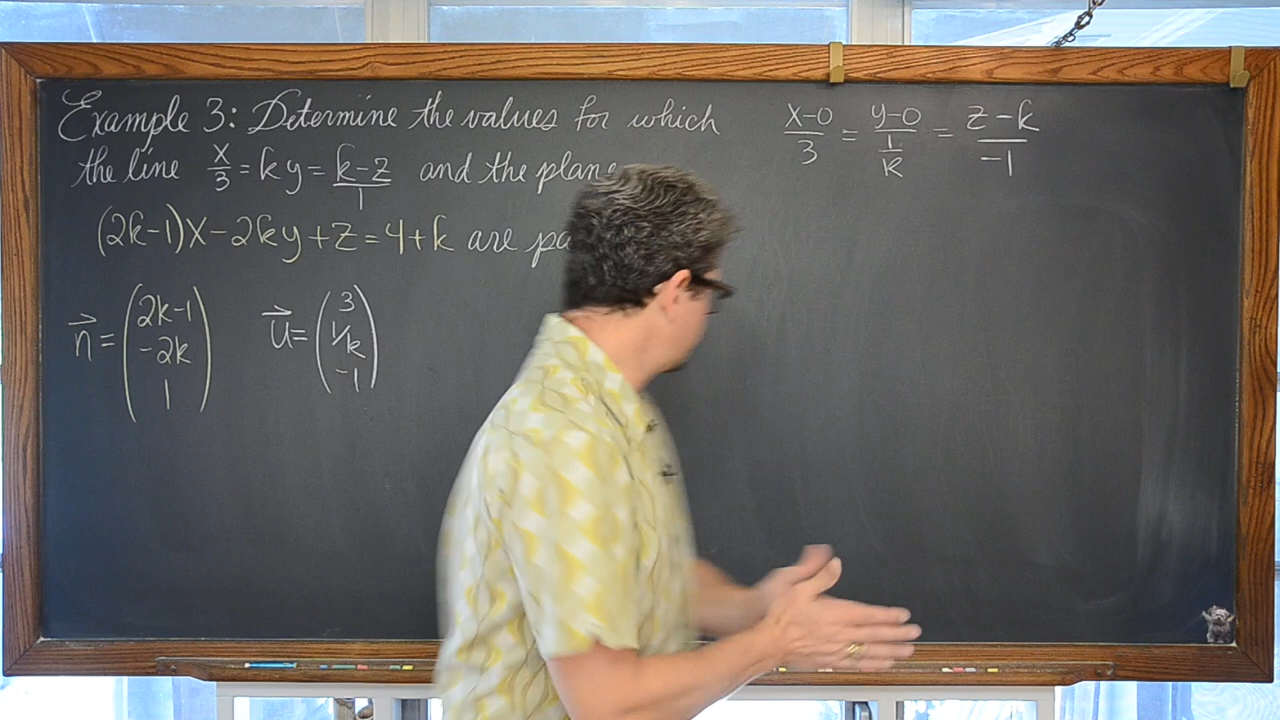 Example 3: Determine the values for which
the line x/3 = ky = (k-z)/1 and the plane
(2k-1)x - 2ky + z = 4+k are
n⃗ = (2k-1, -2k, 1) u⃗ = (3, 1/k, -1)
(x-0)/3 = (y-0)/(1/k) = (z-k)/(-1)